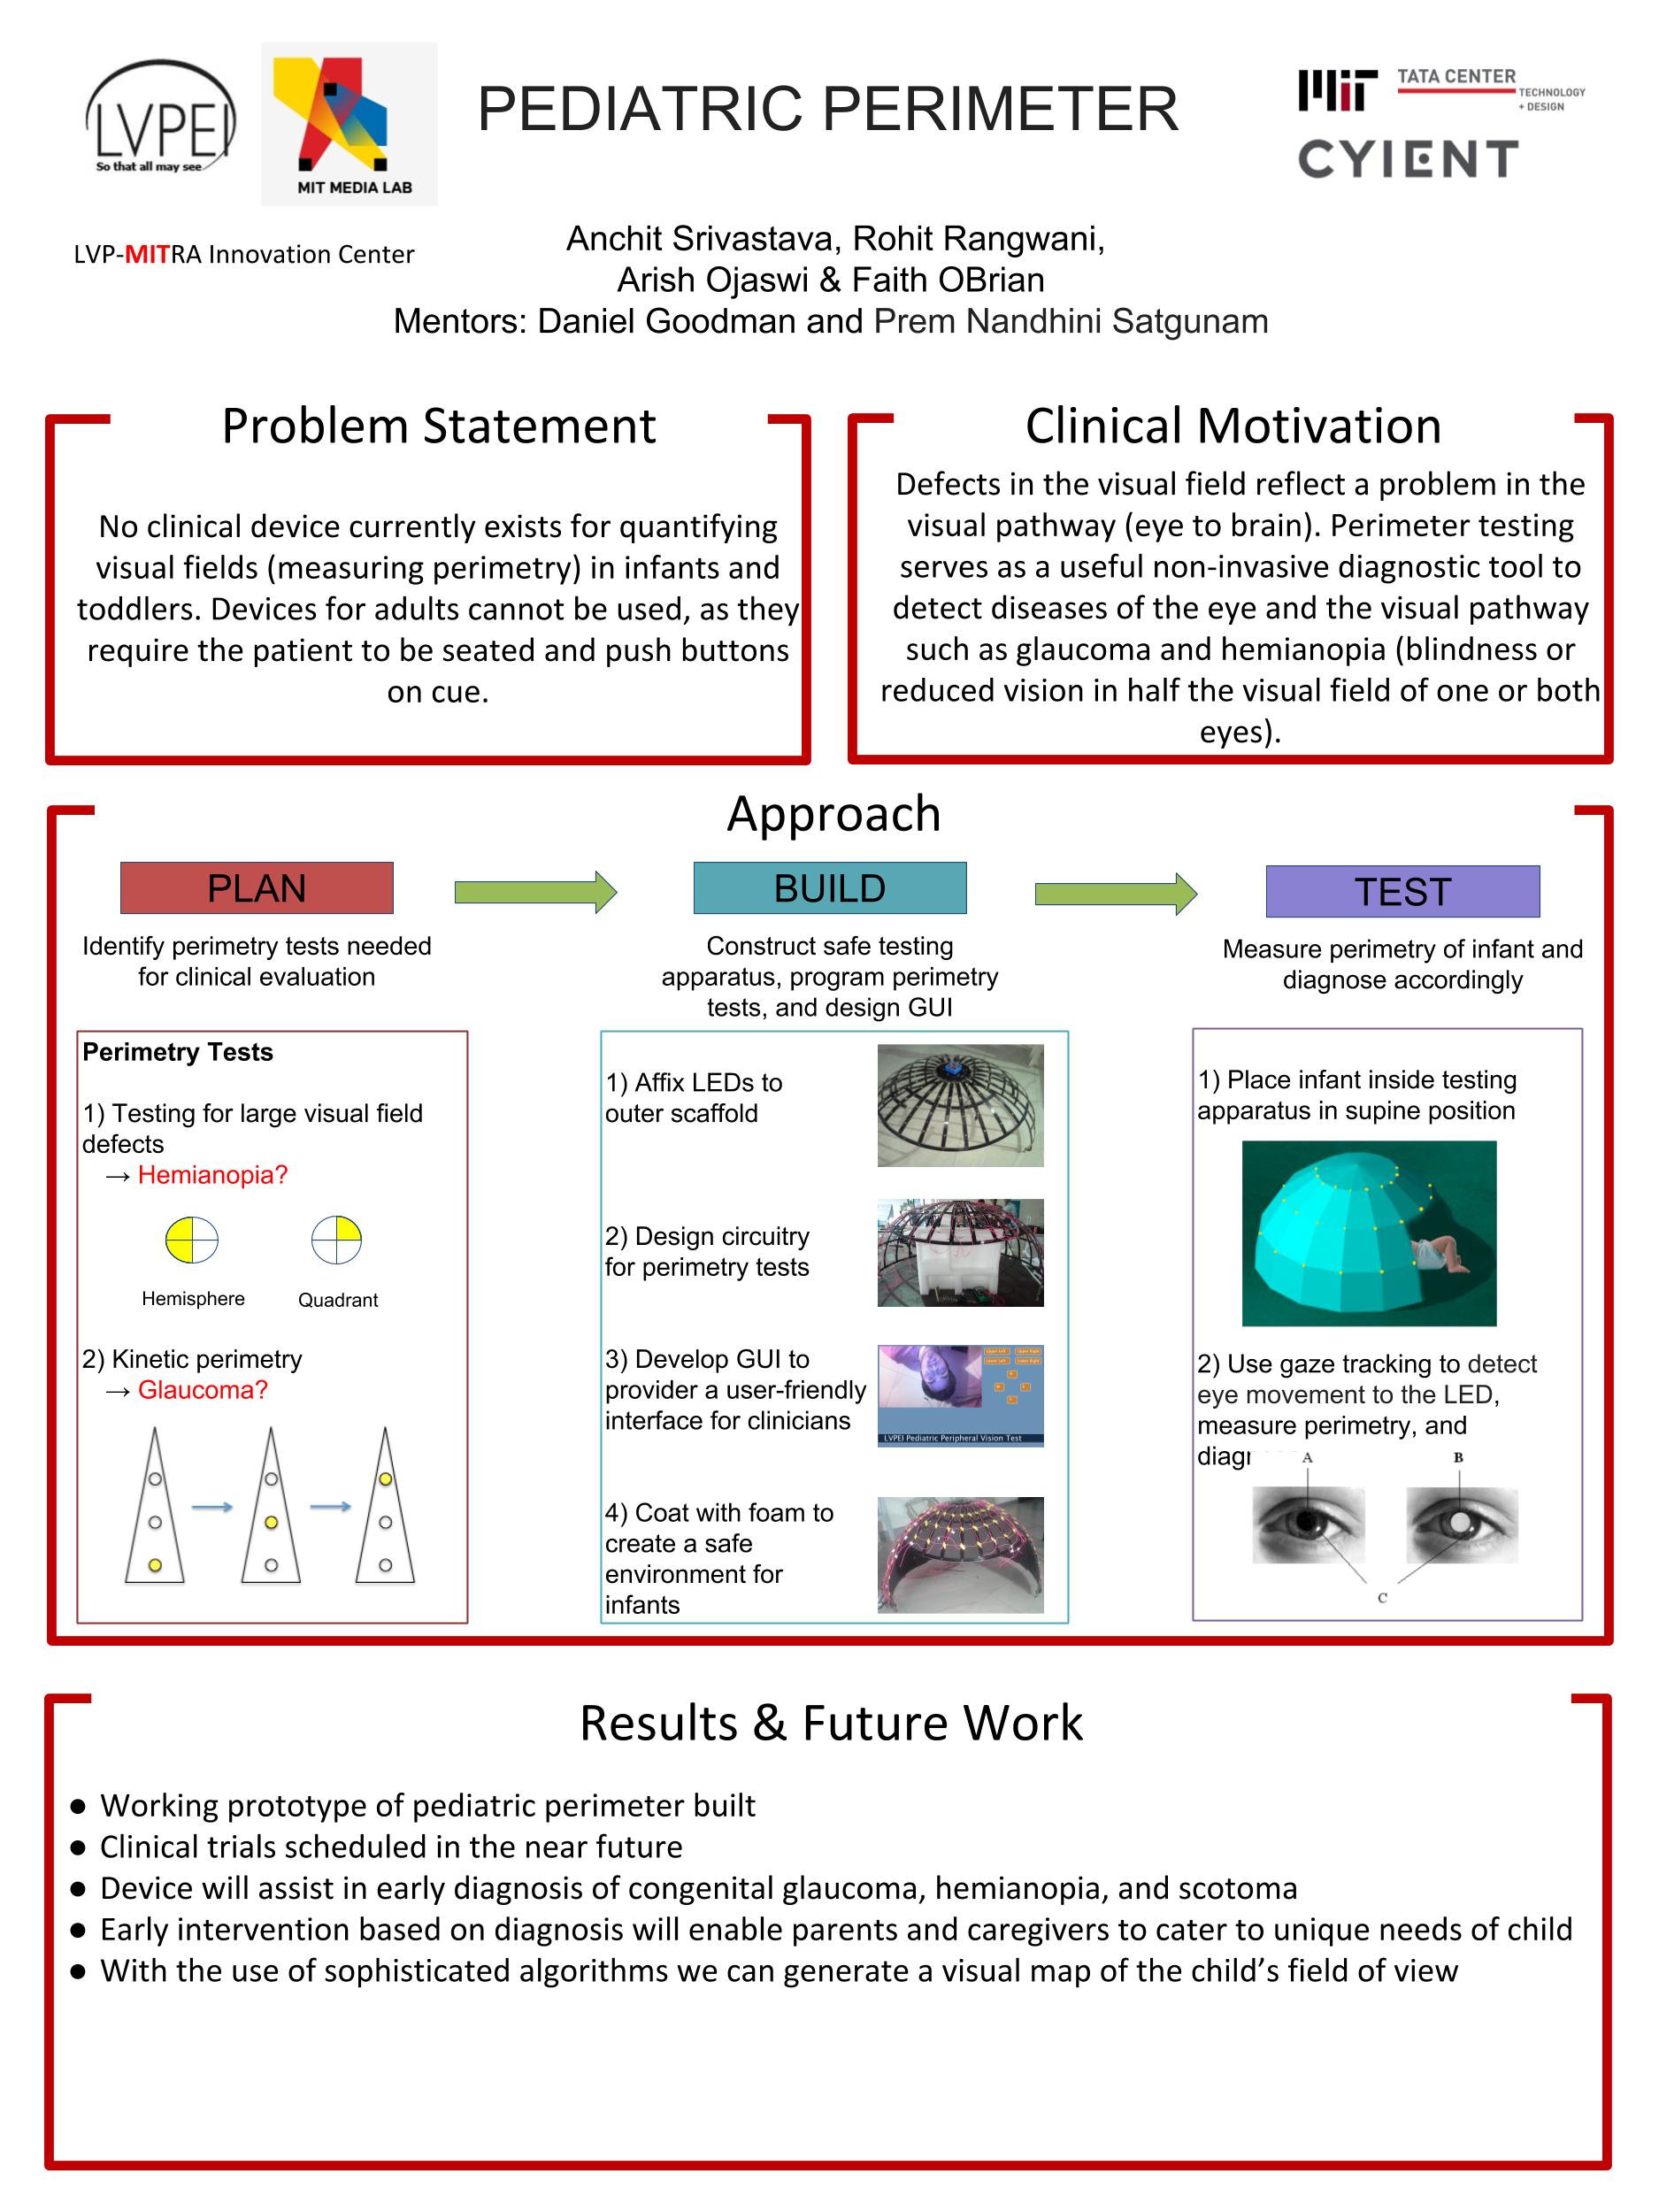 LVPEI
So that all may see
MIT MEDIA LAB
PEDIATRIC PERIMETER
MIT
TATA CENTER
TECHNOLOGY
+ DESIGN
CYIENT
LVP-MITRA Innovation Center
Anchit Srivastava, Rohit Rangwani,
Arish Ojaswi & Faith OBrian
Mentors: Daniel Goodman and Prem Nandhini Satgunam
Problem Statement
No clinical device currently exists for quantifying
visual fields (measuring perimetry) in infants and
toddlers. Devices for adults cannot be used, as they
require the patient to be seated and push buttons
on cue.
Clinical Motivation
Defects in the visual field reflect a problem in the
visual pathway (eye to brain). Perimeter testing
serves as a useful non-invasive diagnostic tool to
detect diseases of the eye and the visual pathway
such as glaucoma and hemianopia (blindness or
reduced vision in half the visual field of one or both
eyes).
Approach
PLAN
Identify perimetry tests needed
for clinical evaluation
Perimetry Tests
1) Testing for large visual field
defects
→ Hemianopia?
Hemisphere
Quadrant
2) Kinetic perimetry
→ Glaucoma?
BUILD
Construct safe testing
apparatus, program perimetry
tests, and design GUI
1) Affix LEDs to
outer scaffold
2) Design circuitry
for perimetry tests
3) Develop GUI to
provider a user-friendly
interface for clinicians
LVPEI Pediatric Peripheral Vision Test
4) Coat with foam to
create a safe
environment for
infants
TEST
Measure perimetry of infant and
diagnose accordingly
1) Place infant inside testing
apparatus in supine position
2) Use gaze tracking to detect
eye movement to the LED,
measure perimetry, and
A
B
C
Results & Future Work
● Working prototype of pediatric perimeter built
● Clinical trials scheduled in the near future
● Device will assist in early diagnosis of congenital glaucoma, hemianopia, and scotoma
● Early intervention based on diagnosis will enable parents and caregivers to cater to unique needs of child
● With the use of sophisticated algorithms we can generate a visual map of the child’s field of view